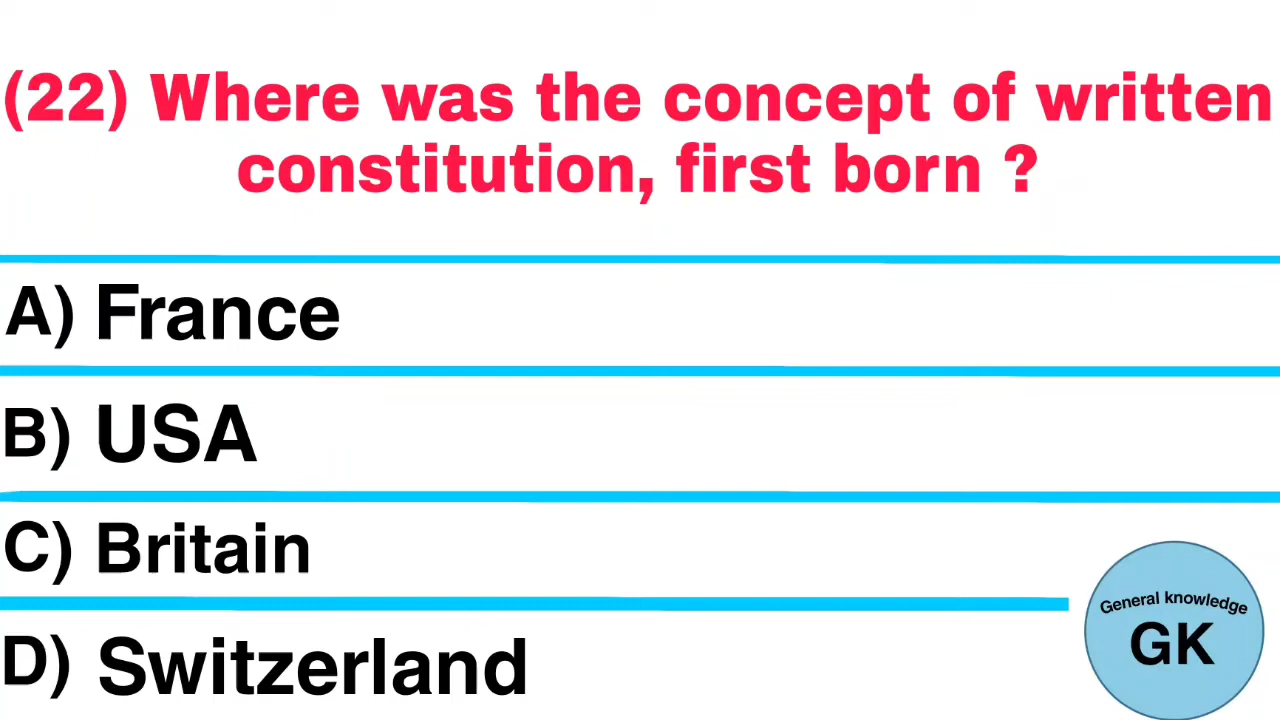 (22) Where was the concept of written
constitution, first born ?
A) France
B) USA
C) Britain
D) Switzerland
General knowledge
GK